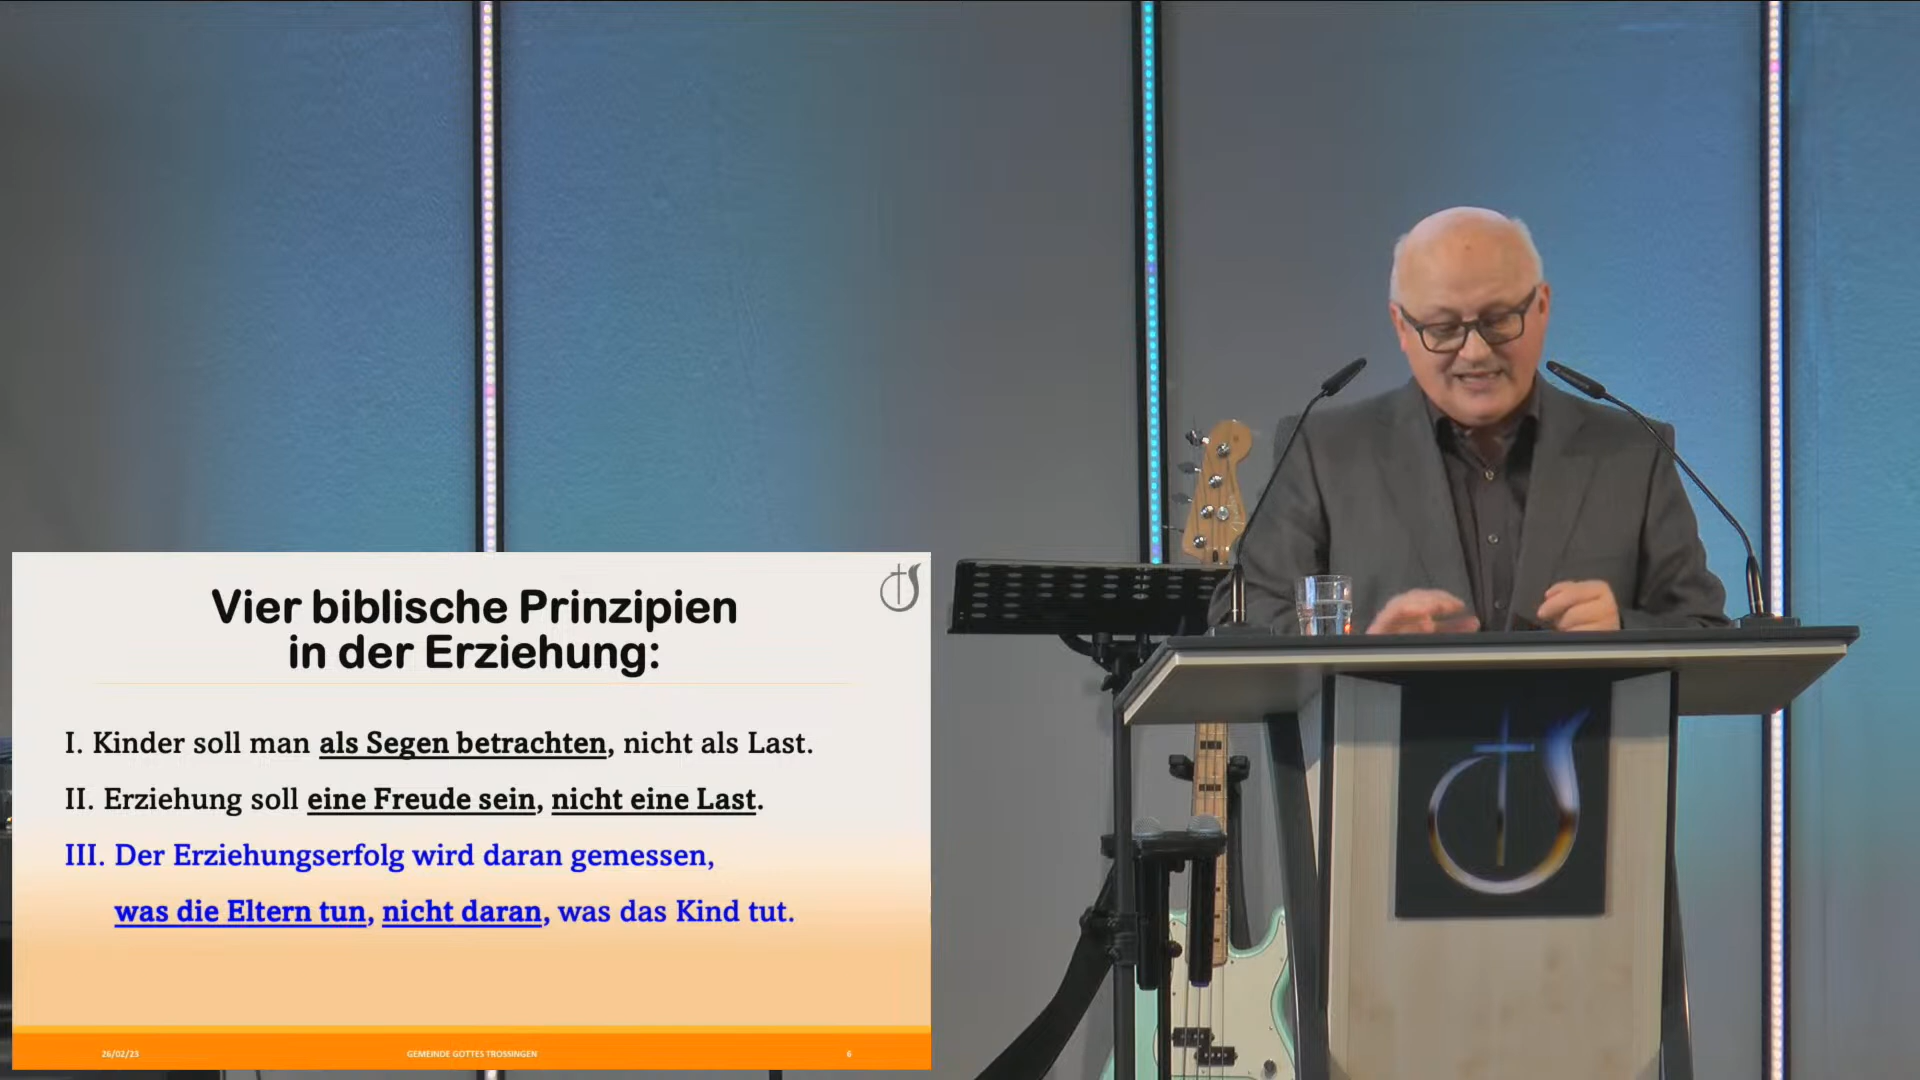 Vier biblische Prinzipien
in der Erziehung:
I. Kinder soll man als Segen betrachten, nicht als Last.
II. Erziehung soll eine Freude sein, nicht eine Last.
III. Der Erziehungserfolg wird daran gemessen,
was die Eltern tun, nicht daran, was das Kind tut.
26/02/23 GEMEINDE GOTTES TROSSINGEN 6